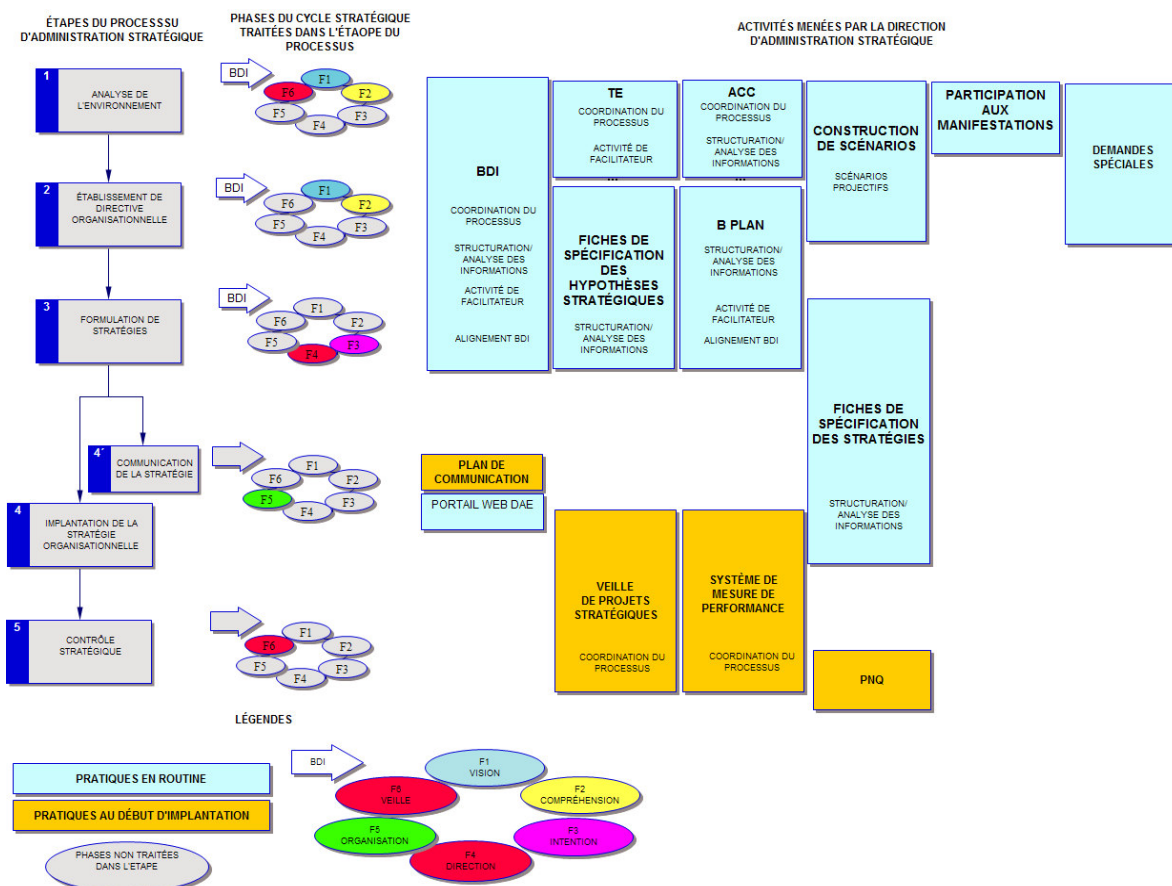 ÉTAPES DU PROCESSSU
D'ADMINISTRATION STRATÉGIQUE
PHASES DU CYCLE STRATÉGIQUE
TRAITÉES DANS L'ÉTAOPE DU
PROCESSUS
ACTIVITÉS MENÉES PAR LA DIRECTION
D'ADMINISTRATION STRATÉGIQUE
1
ANALYSE DE
L'ENVIRONNEMENT
BDI
F1
F2
F3
F4
F5
F6
2
ÉTABLISSEMENT DE
DIRECTIVE
ORGANISATIONNELLE
BDI
F1
F2
F3
F4
F5
F6
3
FORMULATION DE
STRATÉGIES
BDI
F1
F2
F3
F4
F5
F6
4´
COMMUNICATION
DE LA STRATÉGIE
F1
F2
F3
F4
F5
F6
4
IMPLANTATION DE LA
STRATÉGIE
ORGANISATIONNELLE
5
CONTRÔLE
STRATÉGIQUE
F1
F2
F3
F4
F5
F6
BDI
COORDINATION DU
PROCESSUS
STRUCTURATION/
ANALYSE DES
INFORMATIONS
ACTIVITÉ DE
FACILITATEUR
ALIGNEMENT BDI
TE
COORDINATION DU
PROCESSUS
ACTIVITÉ DE
FACILITATEUR
...
FICHES DE
SPÉCIFICATION
DES
HYPOTHÈSES
STRATÉGIQUES
STRUCTURATION/
ANALYSE DES
INFORMATIONS
ACC
COORDINATION DU
PROCESSUS
STRUCTURATION/
ANALYSE DES
INFORMATIONS
...
B PLAN
STRUCTURATION/
ANALYSE DES
INFORMATIONS
ACTIVITÉ DE
FACILITATEUR
ALIGNEMENT BDI
CONSTRUCTION
DE SCÉNARIOS
SCÉNARIOS
PROJECTIFS
PARTICIPATION
AUX
MANIFESTATIONS
DEMANDES
SPÉCIALES
FICHES DE
SPÉCIFICATION
DES STRATÉGIES
STRUCTURATION/
ANALYSE DES
INFORMATIONS
PLAN DE
COMMUNICATION
PORTAIL WEB DAE
VEILLE
DE PROJETS
STRATÉGIQUES
COORDINATION DU
PROCESSUS
SYSTÈME DE
MESURE DE
PERFORMANCE
COORDINATION DU
PROCESSUS
PNQ
LÉGENDES
PRATIQUES EN ROUTINE
PRATIQUES AU DÉBUT D'IMPLANTATION
PHASES NON TRAITÉES
DANS L'ETAPE
BDI
F1
VISION
F2
COMPRÉHENSION
F3
INTENTION
F4
DIRECTION
F5
ORGANISATION
F6
VEILLE